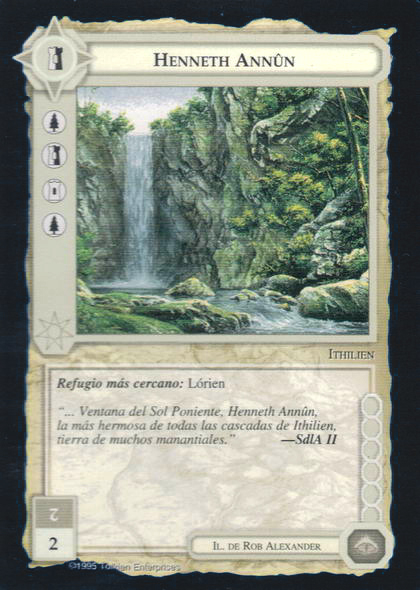 HENNETH ANNÛN
ITHILIEN
Refugio más cercano: Lórien
“... Ventana del Sol Poniente, Henneth Annûn,
la más hermosa de todas las cascadas de Ithilien,
tierra de muchos manantiales.” —SdlA II
2
2
IL. DE ROB ALEXANDER
©1995 Tolkien Enterprises